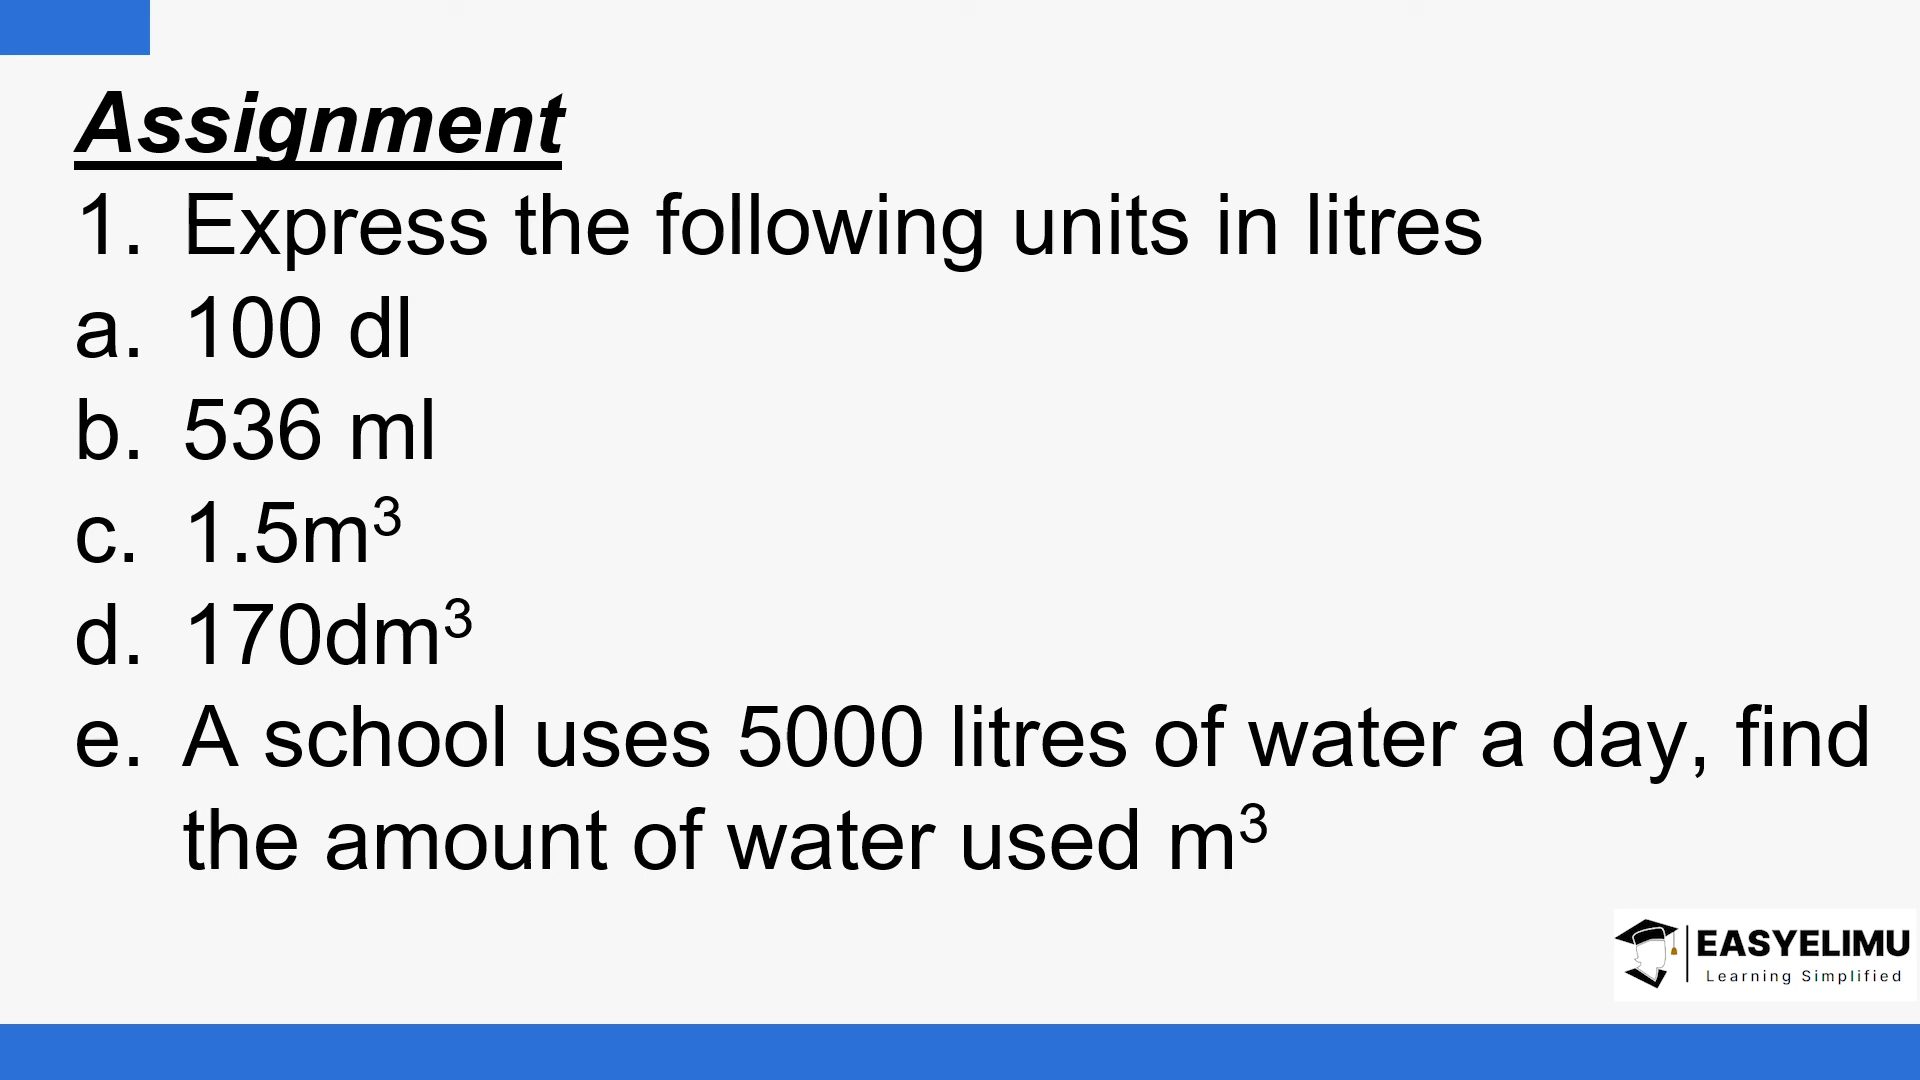 Assignment
1. Express the following units in litres
a. 100 dl
b. 536 ml
c. 1.5m³
d. 170dm³
e. A school uses 5000 litres of water a day, find
the amount of water used m³
EASYELIMU
Learning Simplified